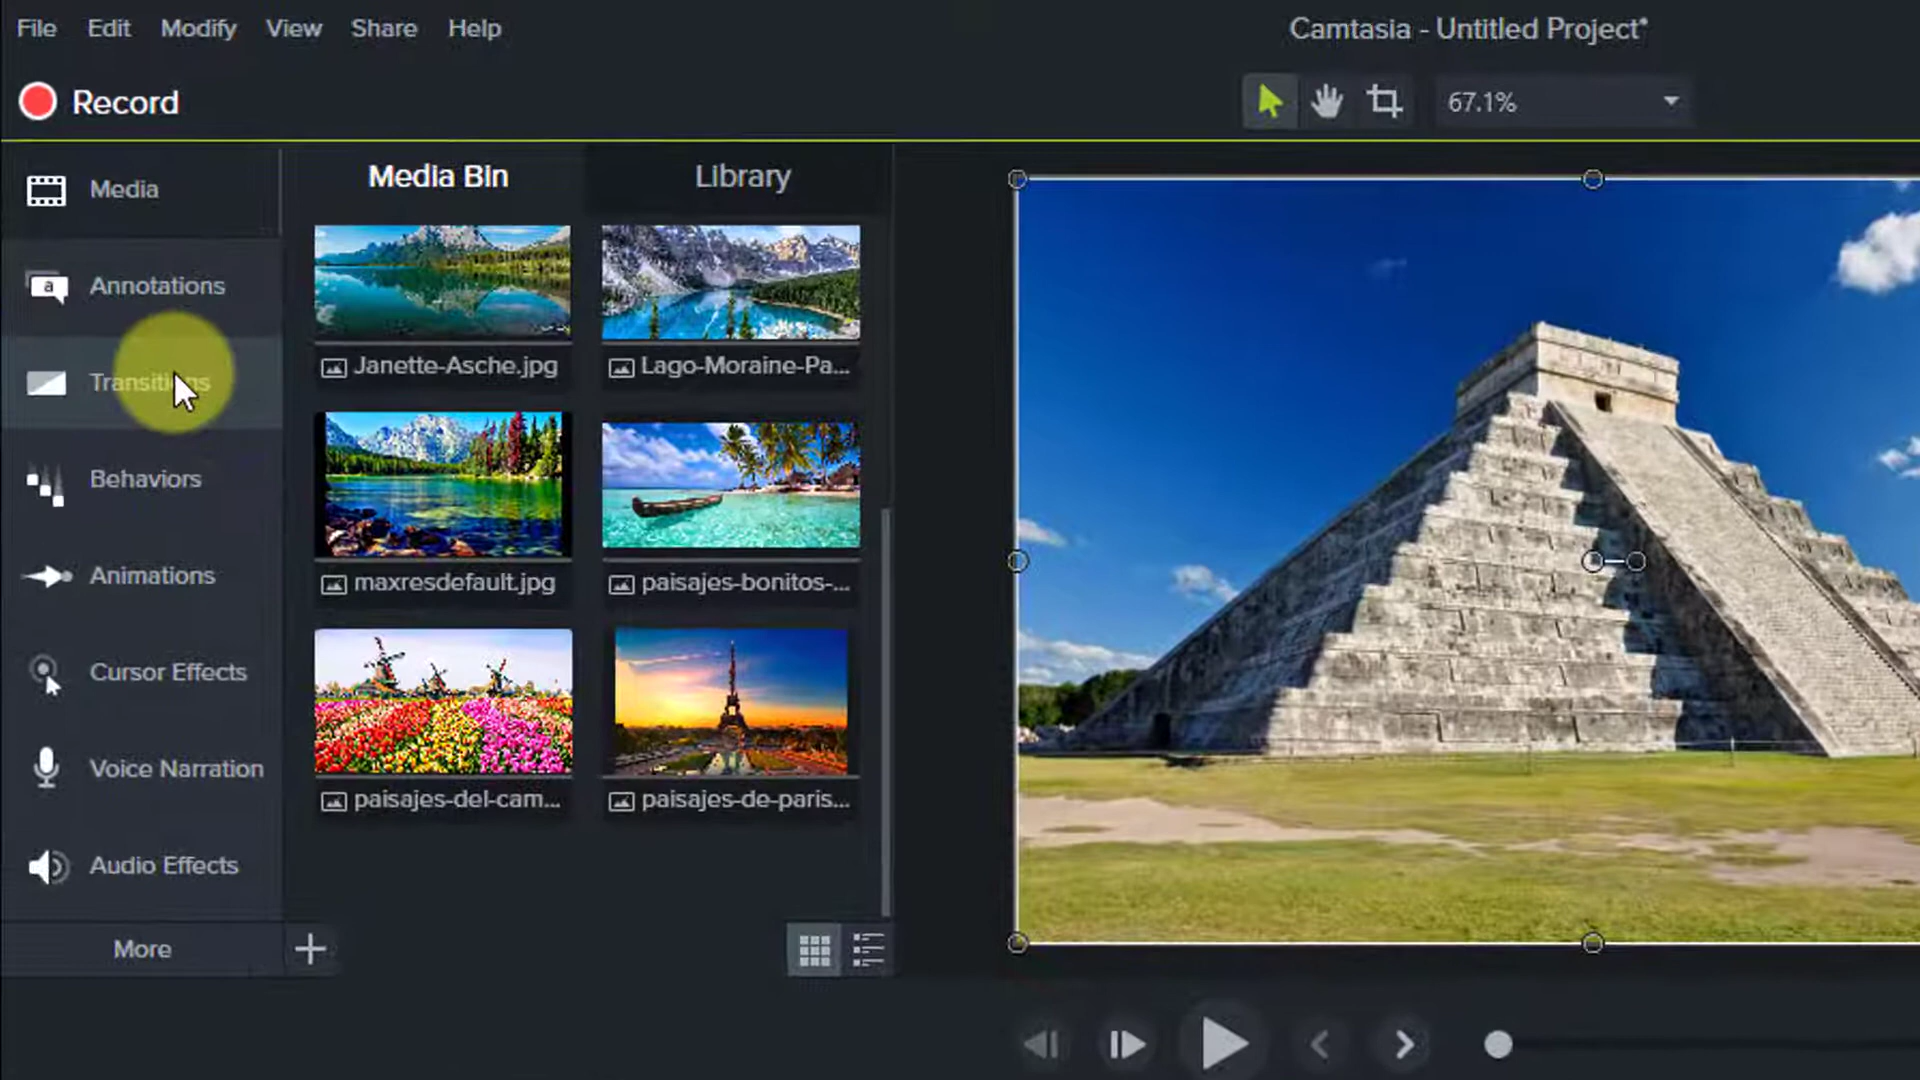 File Edit Modify View Share Help
Camtasia - Untitled Project*
Record
67.1%
Media
Media Bin
Library
Annotations
Janette-Asche.jpg
Lago-Moraine-Pa...
Transitions
Behaviors
maxresdefault.jpg
paisajes-bonitos-...
Animations
Cursor Effects
Voice Narration
paisajes-del-cam...
paisajes-de-paris...
Audio Effects
More